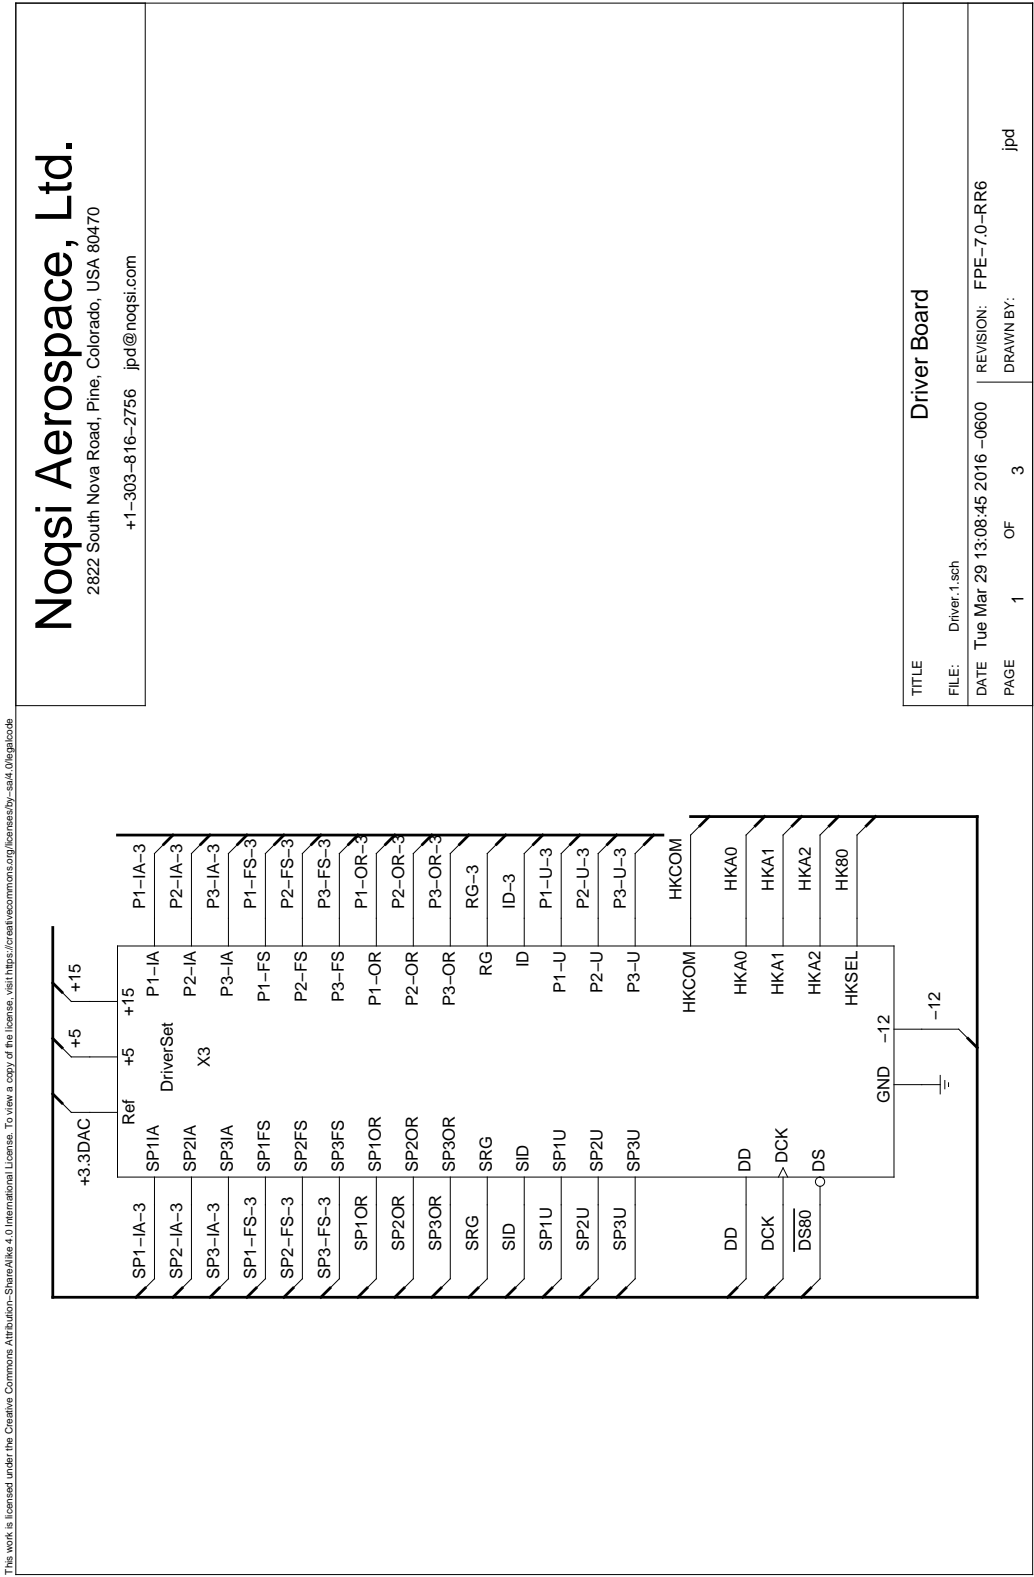 This work is licensed under the Creative Commons Attribution−ShareAlike 4.0 International License. To view a copy of the license, visit https://creativecommons.org/licenses/by−sa/4.0/legalcode
Noqsi Aerospace, Ltd.
2822 South Nova Road, Pine, Colorado, USA 80470
+1−303−816−2756 jpd@noqsi.com
+3.3DAC
+5
+15
Ref
+5
+15
DriverSet
X3
SP1−IA−3 SP1IA P1−IA P1−IA−3
SP2−IA−3 SP2IA P2−IA P2−IA−3
SP3−IA−3 SP3IA P3−IA P3−IA−3
SP1−FS−3 SP1FS P1−FS P1−FS−3
SP2−FS−3 SP2FS P2−FS P2−FS−3
SP3−FS−3 SP3FS P3−FS P3−FS−3
SP1OR SP1OR P1−OR P1−OR−3
SP2OR SP2OR P2−OR P2−OR−3
SP3OR SP3OR P3−OR P3−OR−3
SRG SRG RG RG−3
SID SID ID ID−3
SP1U SP1U P1−U P1−U−3
SP2U SP2U P2−U P2−U−3
SP3U SP3U P3−U P3−U−3
HKCOM HKCOM
DD DD HKA0 HKA0
DCK DCK HKA1 HKA1
DS80 DS HKA2 HKA2
HKSEL HK80
GND −12
−12
TITLE
Driver Board
FILE: Driver.1.sch
DATE Tue Mar 29 13:08:45 2016 −0600 REVISION: FPE−7.0−RR6
PAGE 1 OF 3 DRAWN BY: jpd